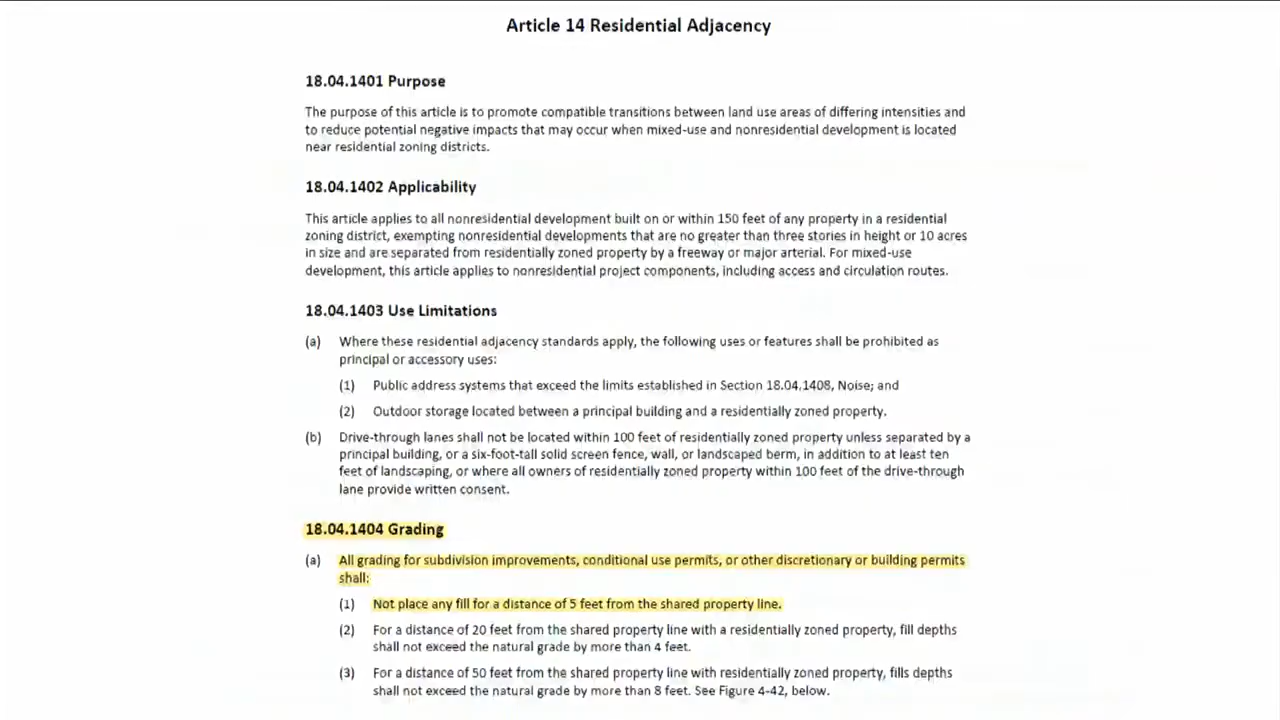 Article 14 Residential Adjacency
18.04.1401 Purpose
The purpose of this article is to promote compatible transitions between land use areas of differing intensities and
to reduce potential negative impacts that may occur when mixed-use and nonresidential development is located
near residential zoning districts.
18.04.1402 Applicability
This article applies to all nonresidential development built on or within 150 feet of any property in a residential
zoning district, exempting nonresidential developments that are no greater than three stories in height or 10 acres
in size and are separated from residentially zoned property by a freeway or major arterial. For mixed-use
development, this article applies to nonresidential project components, including access and circulation routes.
18.04.1403 Use Limitations
(a) Where these residential adjacency standards apply, the following uses or features shall be prohibited as
principal or accessory uses:
(1) Public address systems that exceed the limits established in Section 18.04.1408, Noise; and
(2) Outdoor storage located between a principal building and a residentially zoned property.
(b) Drive-through lanes shall not be located within 100 feet of residentially zoned property unless separated by a
principal building, or a six-foot-tall solid screen fence, wall, or landscaped berm, in addition to at least ten
feet of landscaping, or where all owners of residentially zoned property within 100 feet of the drive-through
lane provide written consent.
18.04.1404 Grading
(a) All grading for subdivision improvements, conditional use permits, or other discretionary or building permits
shall:
(1) Not place any fill for a distance of 5 feet from the shared property line.
(2) For a distance of 20 feet from the shared property line with a residentially zoned property, fill depths
shall not exceed the natural grade by more than 4 feet.
(3) For a distance of 50 feet from the shared property line with residentially zoned property, fills depths
shall not exceed the natural grade by more than 8 feet. See Figure 4-42, below.